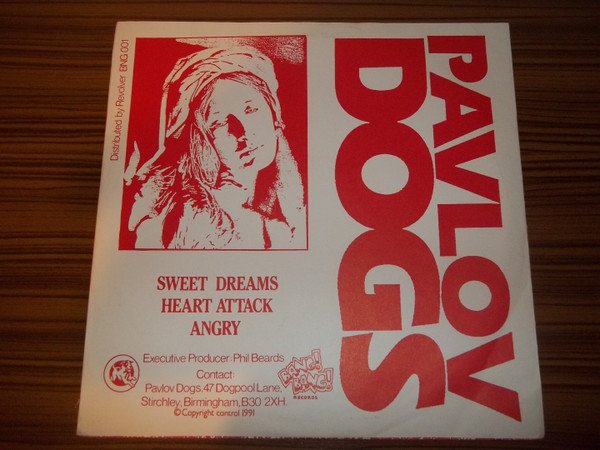 Distributed by Revolver BNG 001
PAVLOV
DOGS
SWEET DREAMS
HEART ATTACK
ANGRY
Executive Producer: Phil Beards
Contact:
Pavlov Dogs, 47 Dogpool Lane,
Stirchley, Birmingham, B30 2XH.
© Copyright control 1991
BANG!
BANG!
RECORDS